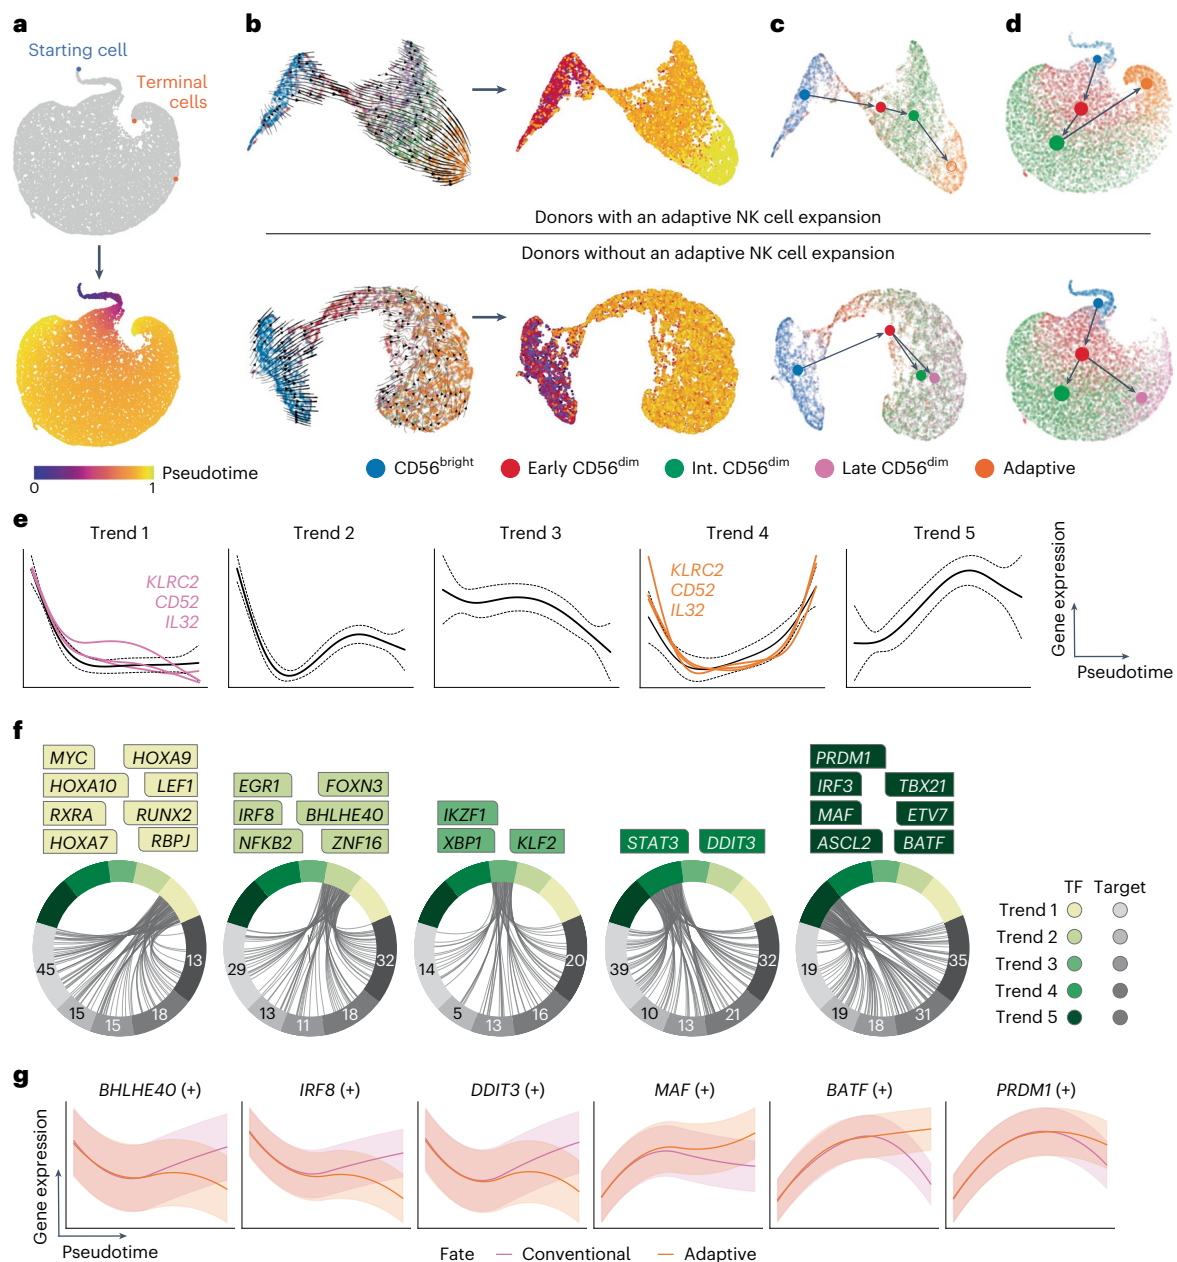 a
b
c
d
Starting cell
Terminal
cells
Donors with an adaptive NK cell expansion
Donors without an adaptive NK cell expansion
0
1
Pseudotime
CD56bright
Early CD56dim
Int. CD56dim
Late CD56dim
Adaptive
e
Trend 1
Trend 2
Trend 3
Trend 4
Trend 5
KLRC2
CD52
IL32
KLRC2
CD52
IL32
Gene expression
Pseudotime
f
MYC
HOXA9
HOXA10
LEF1
RXRA
RUNX2
HOXA7
RBPJ
EGR1
FOXN3
IRF8
BHLHE40
NFKB2
ZNF16
IKZF1
XBP1
KLF2
STAT3
DDIT3
PRDM1
IRF3
TBX21
MAF
ETV7
ASCL2
BATF
45
15
15
18
13
29
13
11
18
32
14
5
13
16
20
39
10
13
21
32
19
19
18
31
35
TF Target
Trend 1
Trend 2
Trend 3
Trend 4
Trend 5
g
BHLHE40 (+)
IRF8 (+)
DDIT3 (+)
MAF (+)
BATF (+)
PRDM1 (+)
Gene expression
Pseudotime
Fate
Conventional
Adaptive